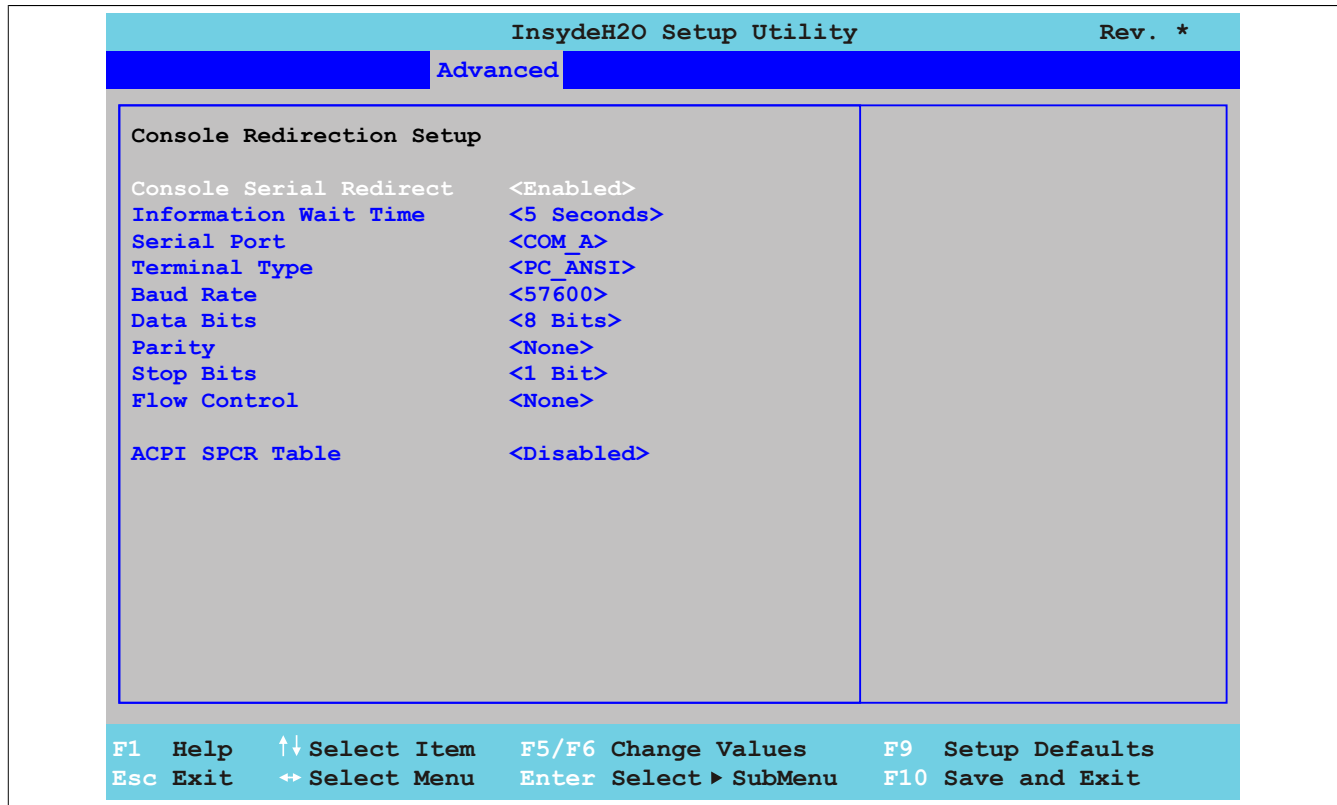 InsydeH2O Setup Utility Rev. *
Advanced
Console Redirection Setup
Console Serial Redirect <Enabled>
Information Wait Time <5 Seconds>
Serial Port <COM_A>
Terminal Type <PC_ANSI>
Baud Rate <57600>
Data Bits <8 Bits>
Parity <None>
Stop Bits <1 Bit>
Flow Control <None>
ACPI SPCR Table <Disabled>
F1 Help ↑↓ Select Item F5/F6 Change Values F9 Setup Defaults
Esc Exit ↔ Select Menu Enter Select ▶ SubMenu F10 Save and Exit